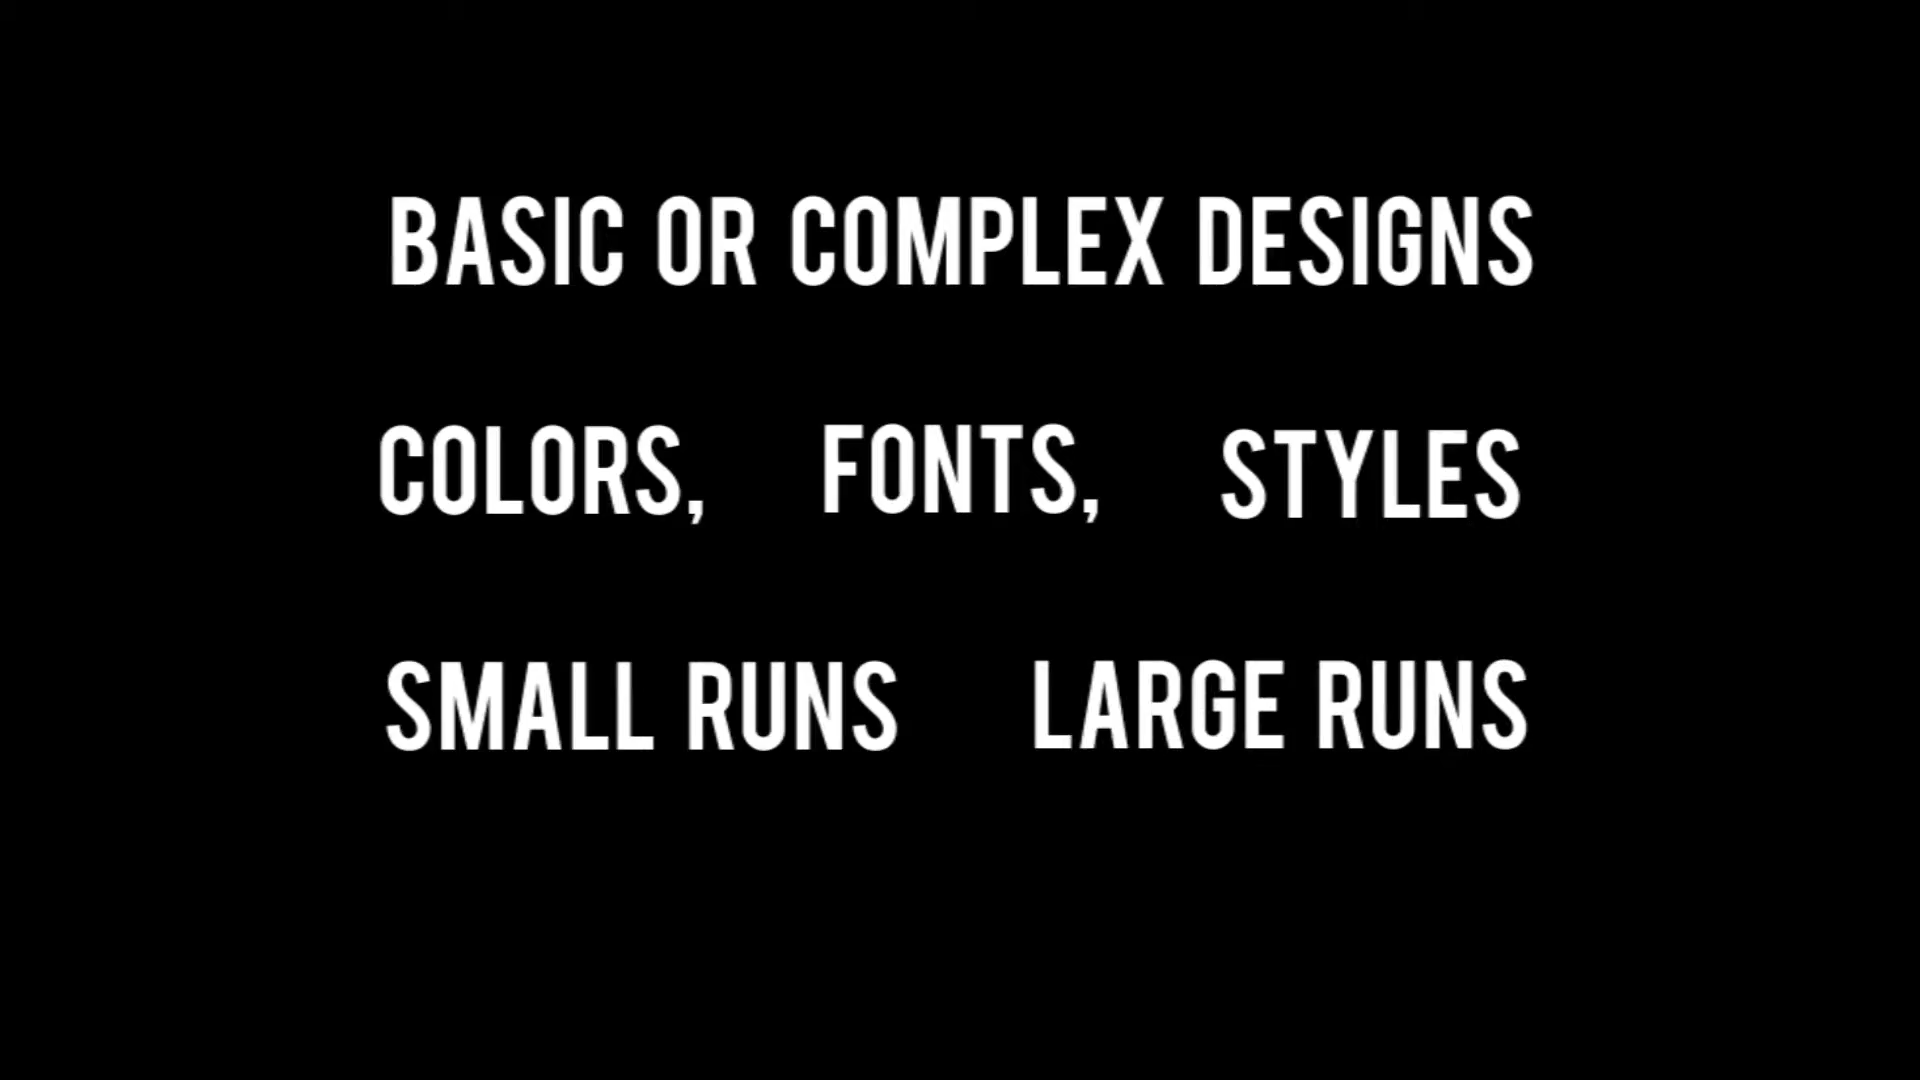 BASIC OR COMPLEX DESIGNS
COLORS, FONTS, STYLES
SMALL RUNS LARGE RUNS